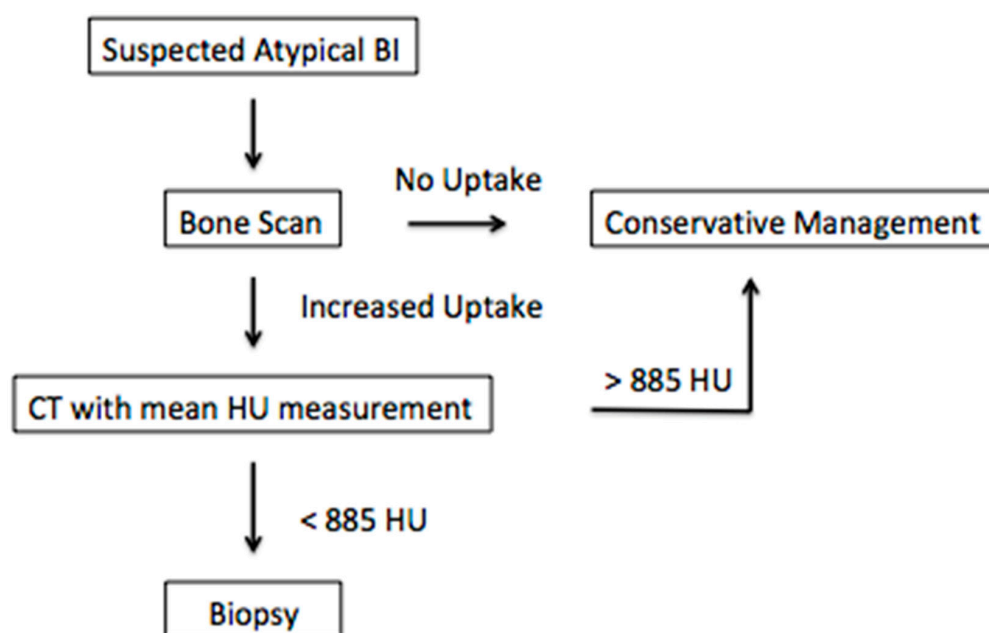 Suspected Atypical BI
No Uptake
Bone Scan
Conservative Management
Increased Uptake
> 885 HU
CT with mean HU measurement
< 885 HU
Biopsy